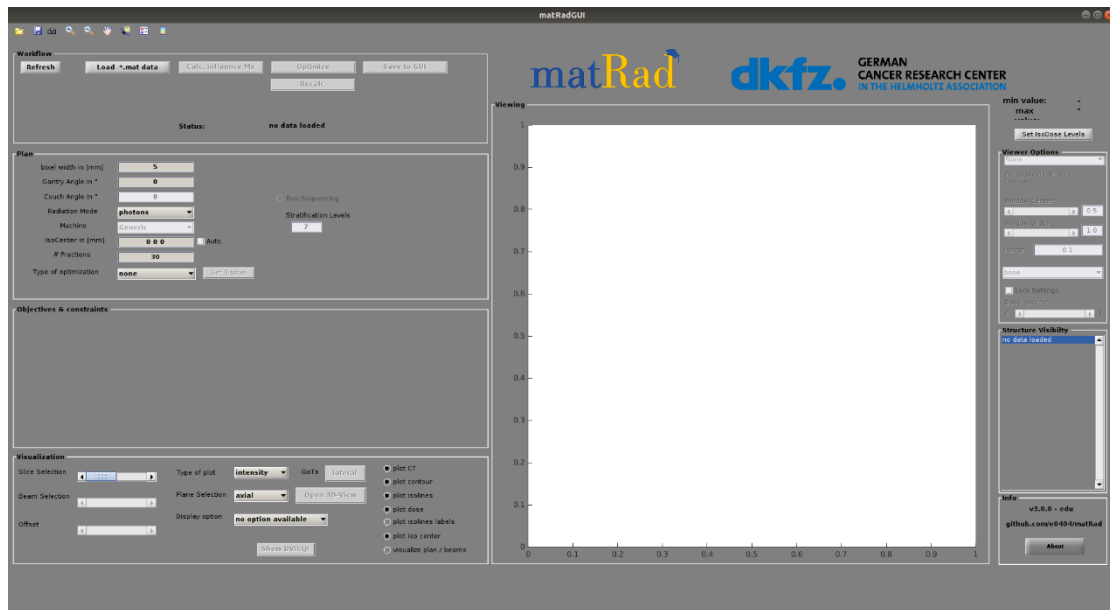 matRadGUI
Workflow
Refresh
Load *.mat data
Calc. influence Mx
Optimize
Save to GUI
Recalc
Status:
no data loaded
Plan
bixel width in [mm]
5
Gantry Angle in °
0
Couch Angle in °
0
Radiation Mode
photons
Machine
Generic
IsoCenter in [mm]
0 0 0
Auto
# Fractions
30
Type of optimization
none
Set Tissue
Run Sequencing
Stratification Levels
7
Objectives & constraints
Visualization
Slice Selection
Beam Selection
Offset
Type of plot
intensity
GoTo
lateral
Plane Selection
axial
Open 3D-View
Display option
no option available
Show DVH/QI
plot CT
plot contour
plot isolines
plot dose
plot isolines labels
plot iso center
visualize plan / beams
matRad
dkfz.
GERMAN
CANCER RESEARCH CENTER
IN THE HELMHOLTZ ASSOCIATION
Viewing
1
0.9
0.8
0.7
0.6
0.5
0.4
0.3
0.2
0.1
0
0 0.1 0.2 0.3 0.4 0.5 0.6 0.7 0.8 0.9 1
min value:
-
max
-
Set IsoDose Levels
Viewer Options
None
Window Center
0.5
1.0
0 1
bone
Lock Settings
Structure Visibilty
no data loaded
Info
v3.0.0 - edu
github.com/e0404/matRad
About